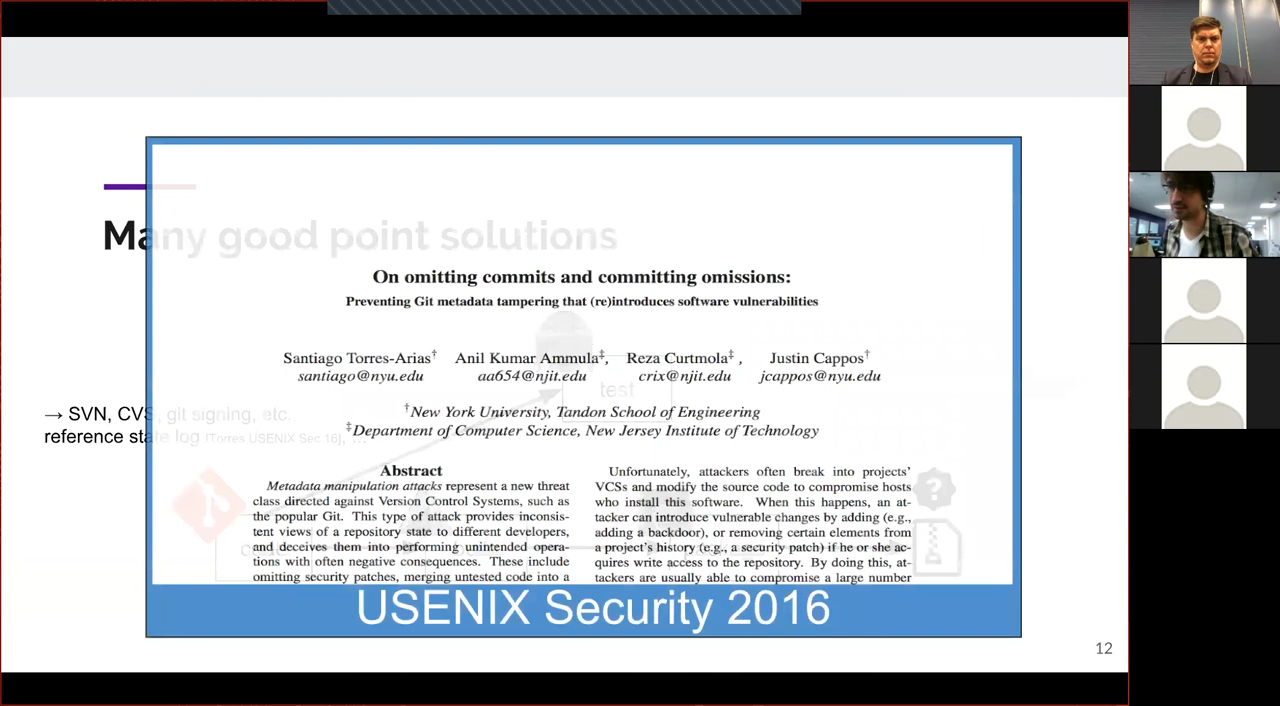 Many good point solutions
On omitting commits and committing omissions:
Preventing Git metadata tampering that (re)introduces software vulnerabilities
Santiago Torres-Arias† Anil Kumar Ammula‡, Reza Curtmola‡ , Justin Cappos†
santiago@nyu.edu aa654@njit.edu crix@njit.edu jcappos@nyu.edu
test
→ SVN, CVS, git signing, etc.
reference state log [Torres USENIX Sec 16], ...
†New York University, Tandon School of Engineering
‡Department of Computer Science, New Jersey Institute of Technology
Abstract
Metadata manipulation attacks represent a new threat
class directed against Version Control Systems, such as
the popular Git. This type of attack provides inconsis-
tent views of a repository state to different developers,
and deceives them into performing unintended opera-
tions with often negative consequences. These include
omitting security patches, merging untested code into a
Unfortunately, attackers often break into projects'
VCSs and modify the source code to compromise hosts
who install this software. When this happens, an at-
tacker can introduce vulnerable changes by adding (e.g.,
adding a backdoor), or removing certain elements from
a project's history (e.g., a security patch) if he or she ac-
quires write access to the repository. By doing this, at-
tackers are usually able to compromise a large number
?
USENIX Security 2016
12